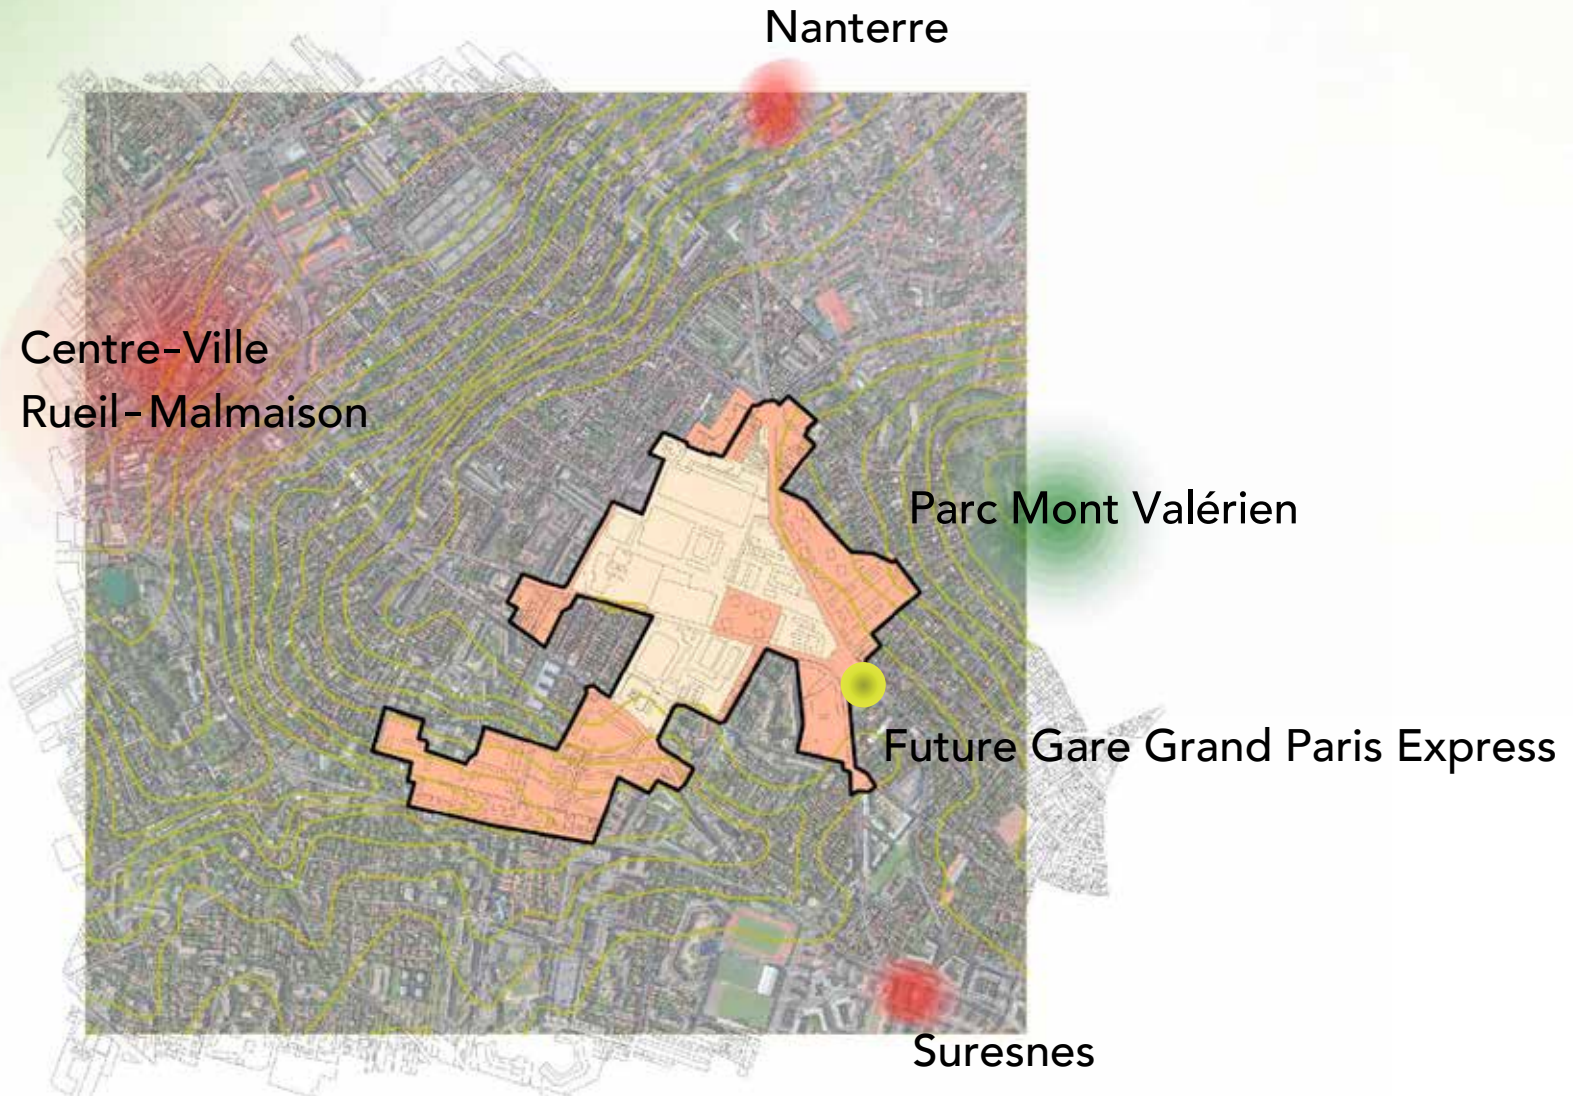 Nanterre
Centre-Ville
Rueil-Malmaison
Parc Mont Valérien
Future Gare Grand Paris Express
Suresnes